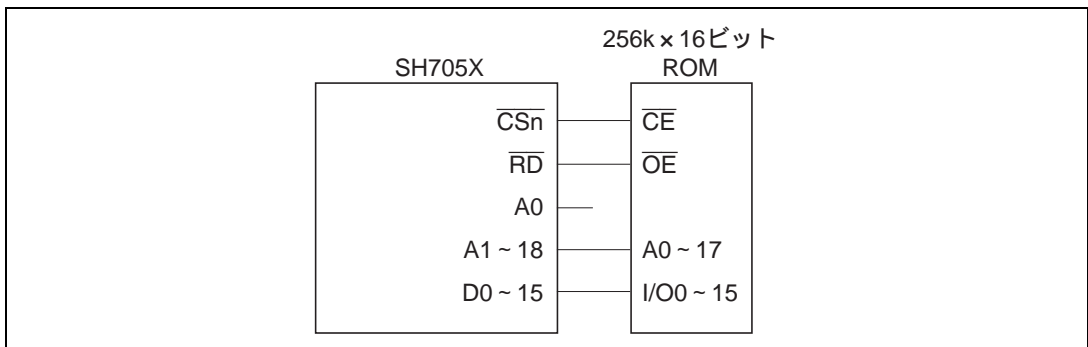 256k×16ビット
SH705X ROM
CSn CE
RD OE
A0
A1 ~ 18 A0 ~ 17
D0 ~ 15 I/O0 ~ 15